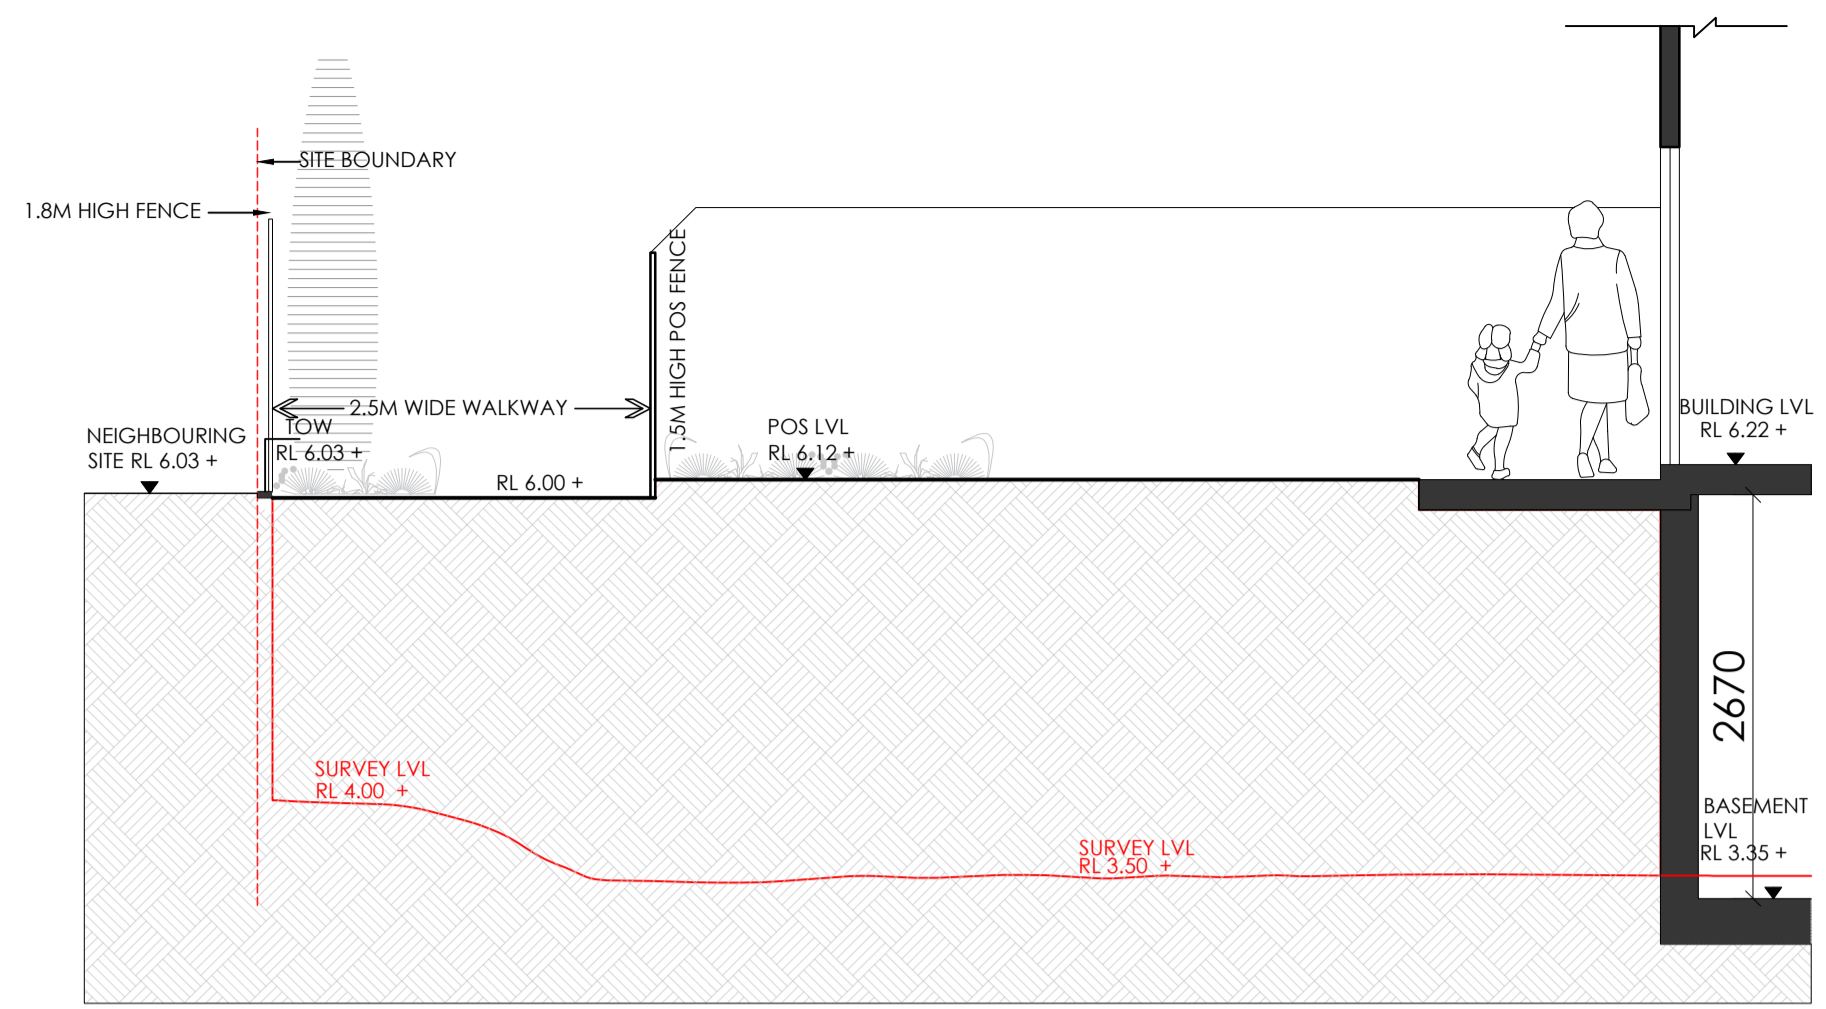 SITE BOUNDARY
1.8M HIGH FENCE
1.5M HIGH POS FENCE
2.5M WIDE WALKWAY
TOW
RL 6.03 +
NEIGHBOURING
SITE RL 6.03 +
RL 6.00 +
POS LVL
RL 6.12 +
BUILDING LVL
RL 6.22 +
2670
SURVEY LVL
RL 4.00 +
SURVEY LVL
RL 3.50 +
BASEMENT
LVL
RL 3.35 +